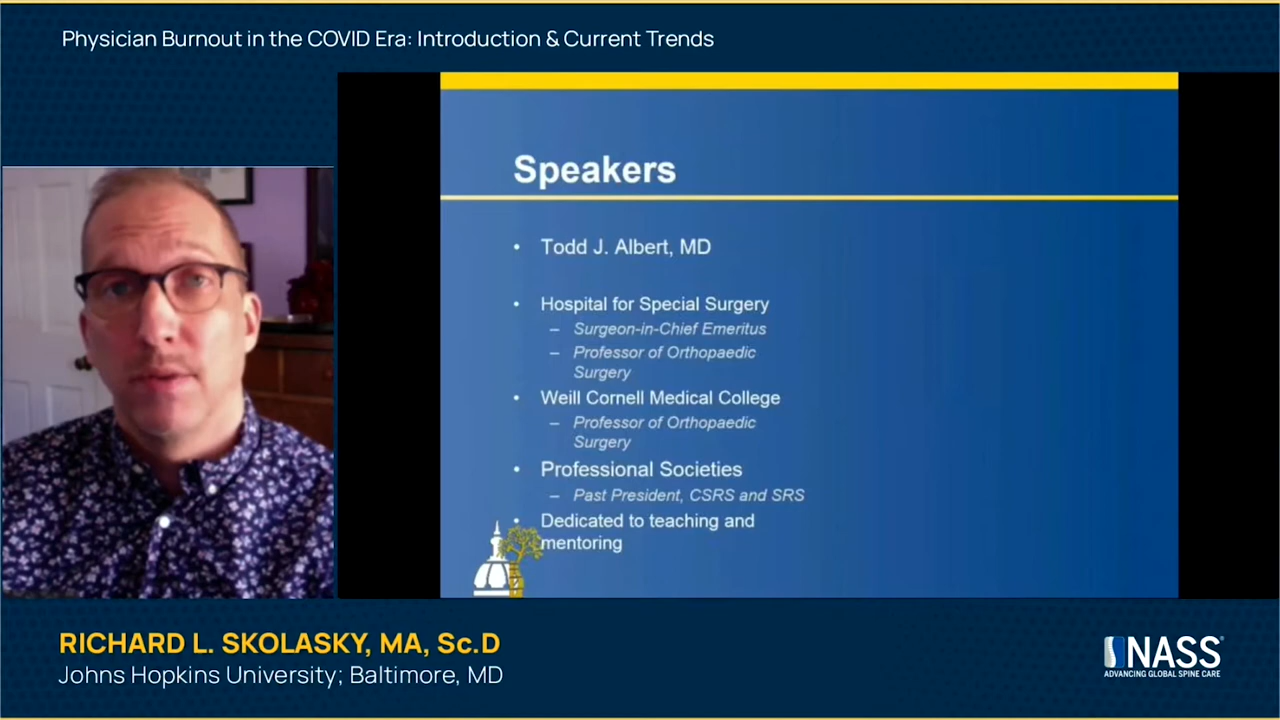 Physician Burnout in the COVID Era: Introduction & Current Trends
Speakers
• Todd J. Albert, MD
• Hospital for Special Surgery
– Surgeon-in-Chief Emeritus
– Professor of Orthopaedic
Surgery
• Weill Cornell Medical College
– Professor of Orthopaedic
Surgery
• Professional Societies
– Past President, CSRS and SRS
• Dedicated to teaching and
mentoring
RICHARD L. SKOLASKY, MA, Sc.D
Johns Hopkins University; Baltimore, MD
NASS®
ADVANCING GLOBAL SPINE CARE